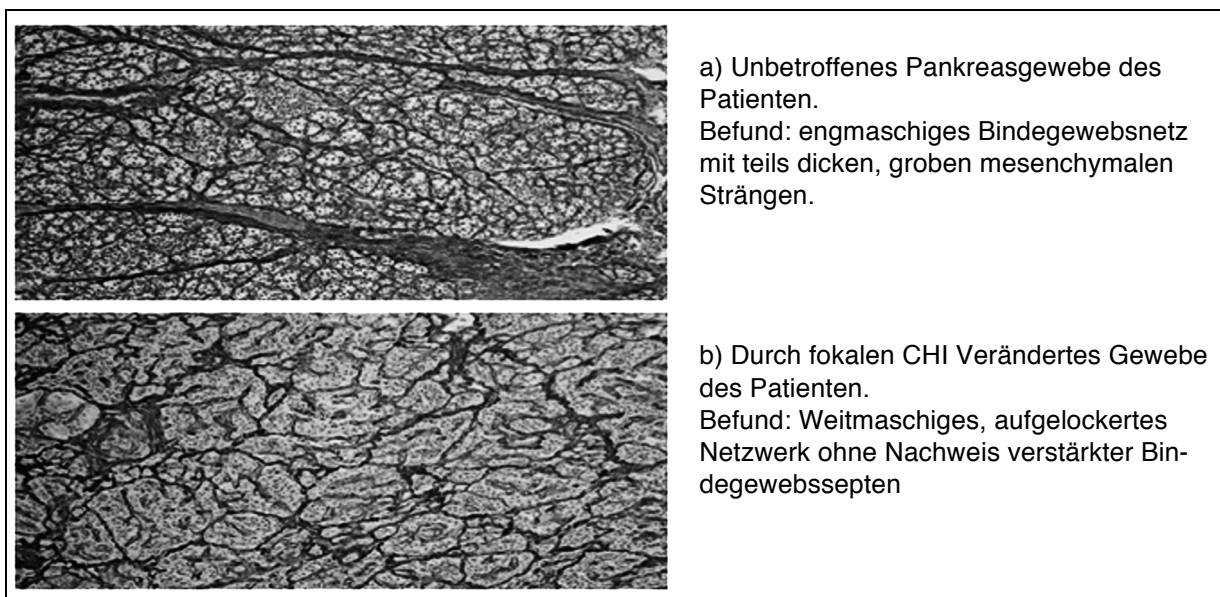 a) Unbetroffenes Pankreasgewebe des
Patienten.
Befund: engmaschiges Bindegewebsnetz
mit teils dicken, groben mesenchymalen
Strängen.
b) Durch fokalen CHI Verändertes Gewebe
des Patienten.
Befund: Weitmaschiges, aufgelockertes
Netzwerk ohne Nachweis verstärkter Bin-
degewebssepten